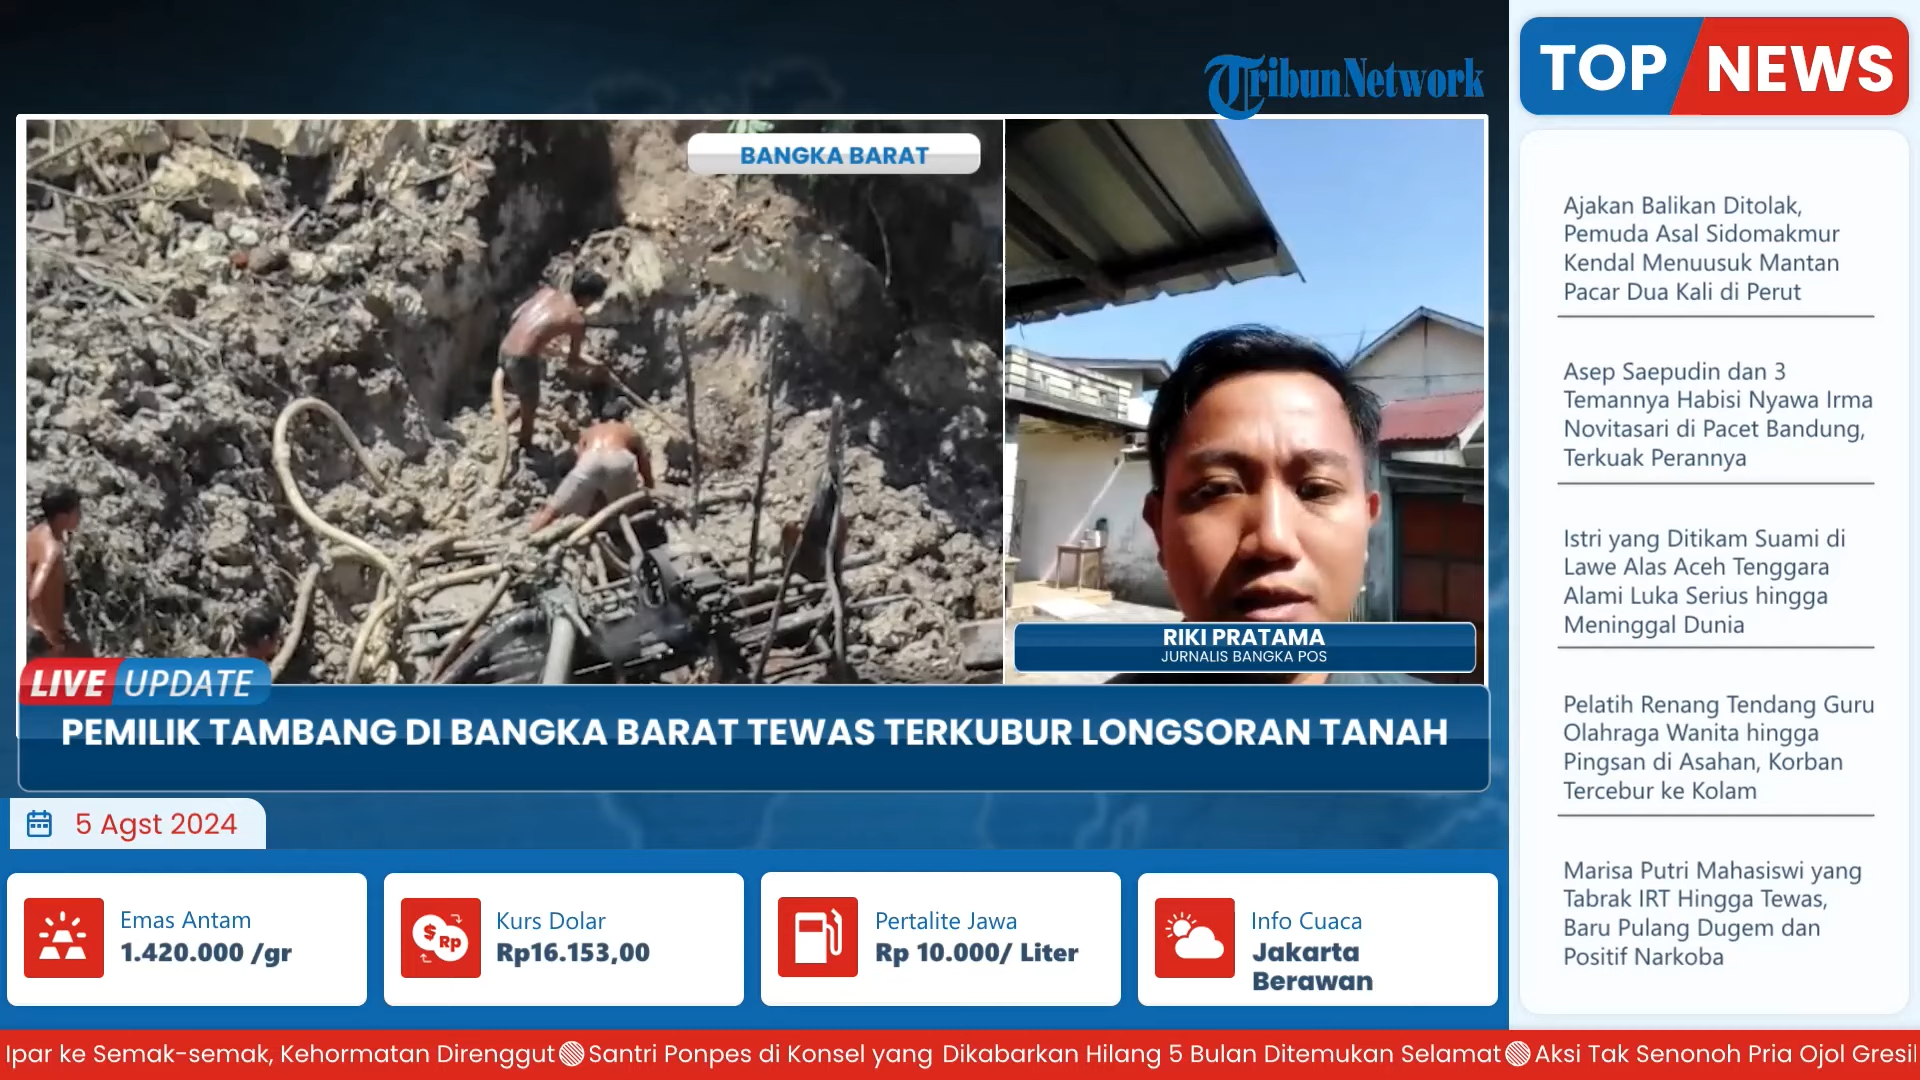 TribunNetwork
BANGKA BARAT
RIKI PRATAMA
JURNALIS BANGKA POS
LIVE UPDATE
PEMILIK TAMBANG DI BANGKA BARAT TEWAS TERKUBUR LONGSORAN TANAH
5 Agst 2024
Emas Antam
1.420.000 /gr
Kurs Dolar
Rp16.153,00
Pertalite Jawa
Rp 10.000/ Liter
Info Cuaca
Jakarta
Berawan
TOP NEWS
Ajakan Balikan Ditolak,
Pemuda Asal Sidomakmur
Kendal Menuusuk Mantan
Pacar Dua Kali di Perut
Asep Saepudin dan 3
Temannya Habisi Nyawa Irma
Novitasari di Pacet Bandung,
Terkuak Perannya
Istri yang Ditikam Suami di
Lawe Alas Aceh Tenggara
Alami Luka Serius hingga
Meninggal Dunia
Pelatih Renang Tendang Guru
Olahraga Wanita hingga
Pingsan di Asahan, Korban
Tercebur ke Kolam
Marisa Putri Mahasiswi yang
Tabrak IRT Hingga Tewas,
Baru Pulang Dugem dan
Positif Narkoba
Ipar ke Semak-semak, Kehormatan Direnggut Santri Ponpes di Konsel yang Dikabarkan Hilang 5 Bulan Ditemukan Selamat Aksi Tak Senonoh Pria Ojol Gresi